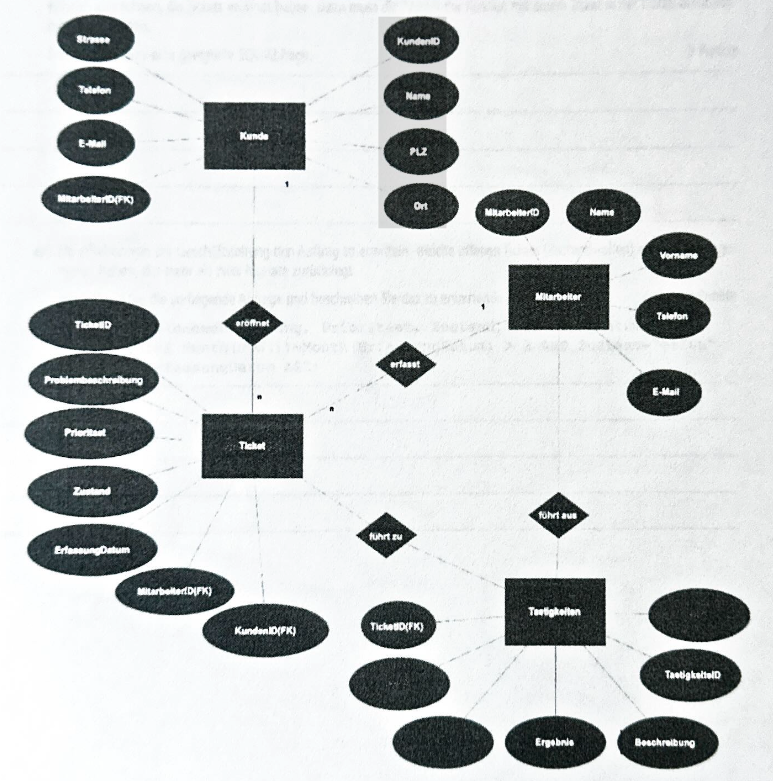 Strasse
KundenID
Telefon
Name
Kunde
E-Mail
PLZ
MitarbeiterID(FK)
Ort
1
MitarbeiterID
Name
Vorname
Mitarbeiter
1
Telefon
TicketID
eröffnet
erfasst
Problembeschreibung
E-Mail
n
n
Prioritaet
Ticket
Zustand
führt aus
führt zu
ErfassungDatum
MitarbeiterID(FK)
KundenID(FK)
TicketID(FK)
Taetigkeiten
TaetigkeitsID
Ergebnis
Beschreibung